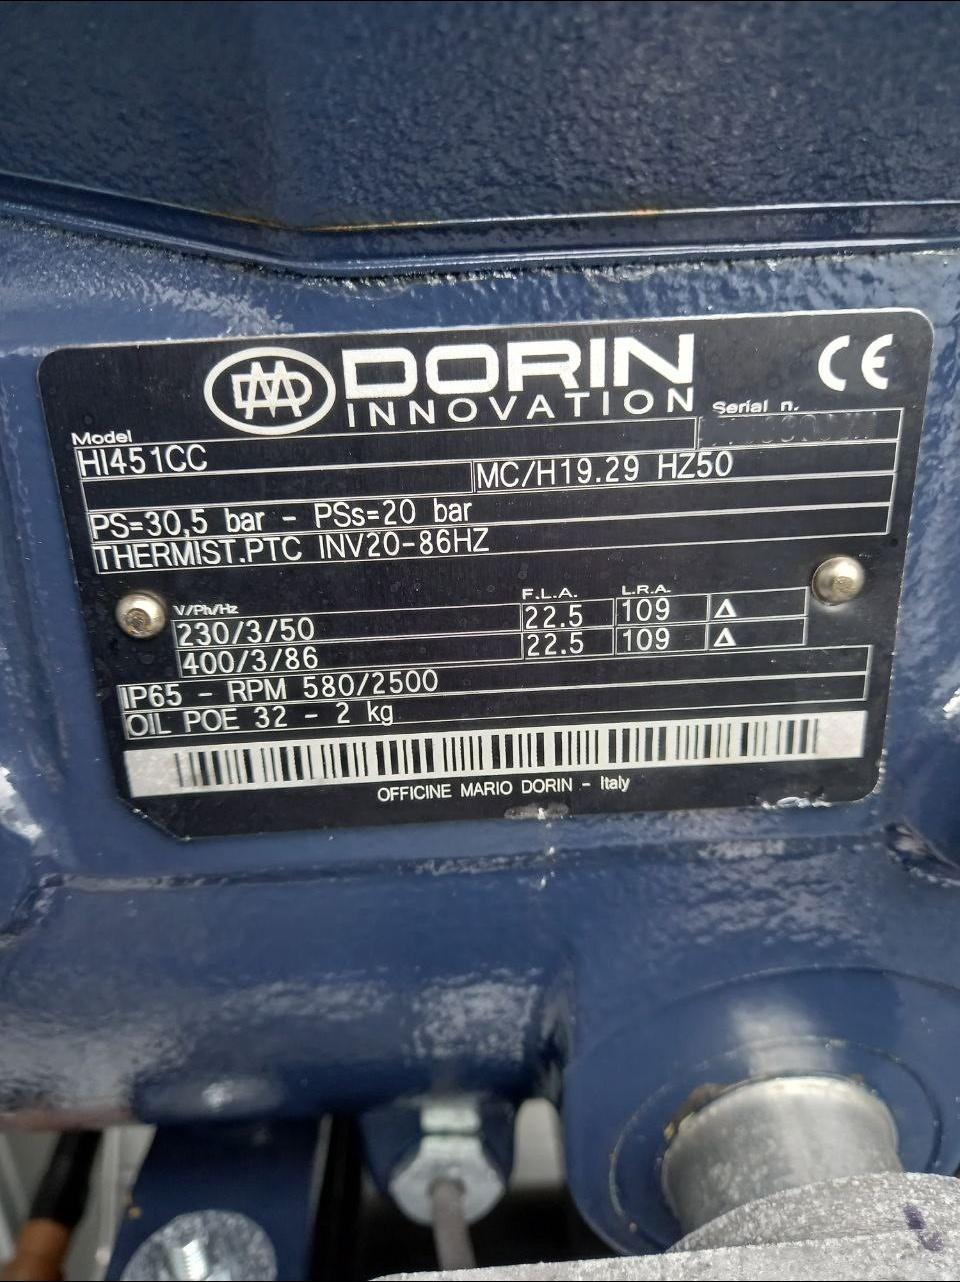 DORIN
INNOVATION
CE
Serial n.
Model
HI451CC
MC/H19.29 HZ50
PS=30,5 bar - PSs=20 bar
THERMIST.PTC INV20-86HZ
V/Ph/Hz F.L.A. L.R.A.
230/3/50 22.5 109 Δ
400/3/86 22.5 109 Δ
IP65 - RPM 580/2500
OIL POE 32 - 2 kg
OFFICINE MARIO DORIN - Italy